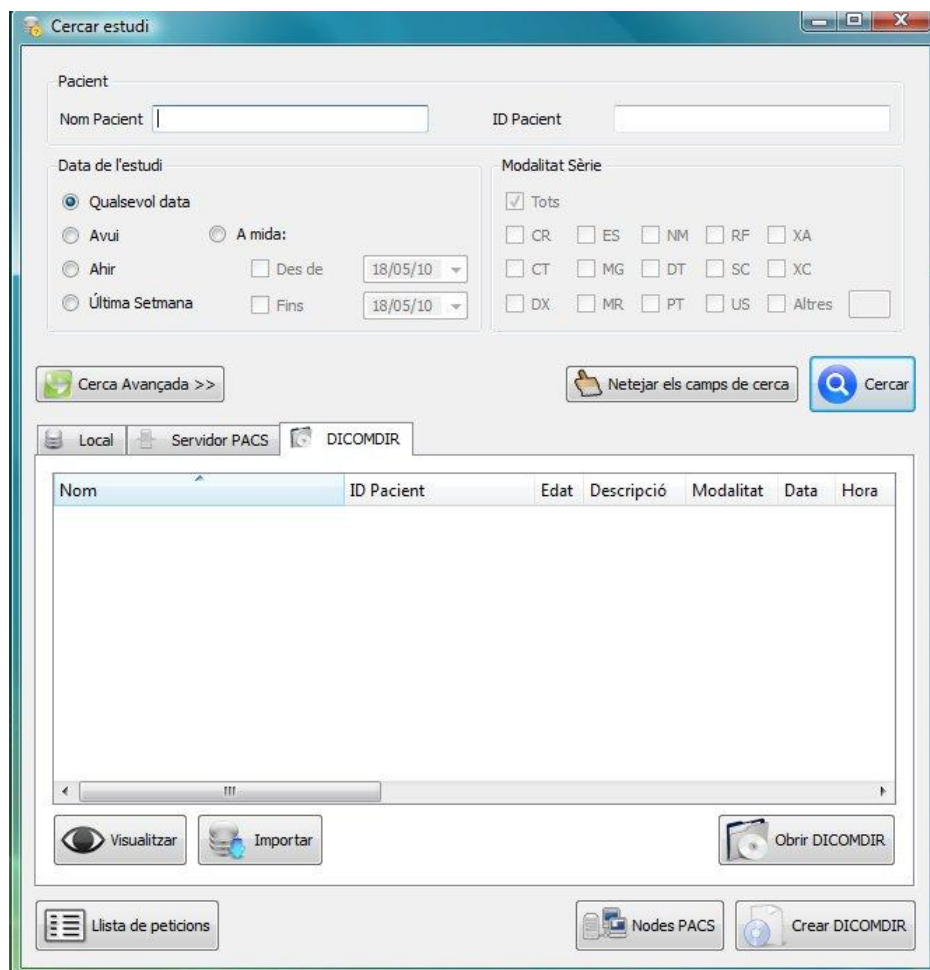 Cercar estudi
Pacient
Nom Pacient
ID Pacient
Data de l'estudi
Modalitat Sèrie
Qualsevol data
Tots
Avui A mida:
CR ES NM RF XA
Ahir Des de 18/05/10
CT MG DT SC XC
Última Setmana Fins 18/05/10
DX MR PT US Altres
Cerca Avançada >>
Netejar els camps de cerca
Cercar
Local Servidor PACS DICOMDIR
Nom ID Pacient Edat Descripció Modalitat Data Hora
Visualitzar Importar Obrir DICOMDIR
Llista de peticions Nodes PACS Crear DICOMDIR